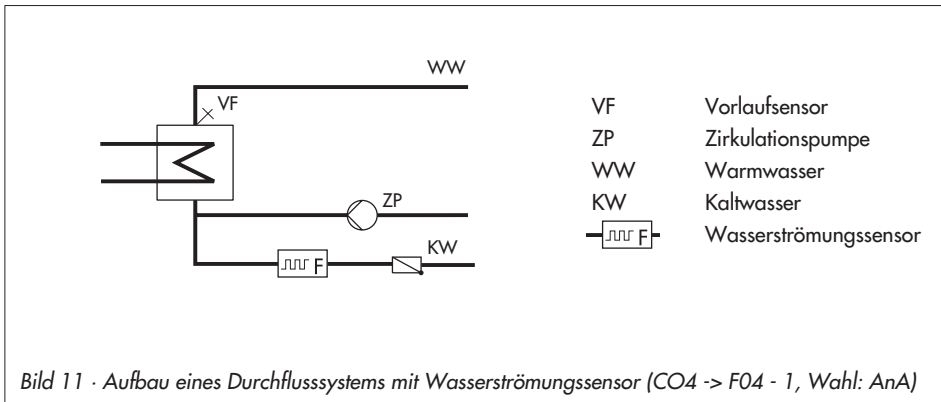 WW
VF
ZP
KW
F
VF Vorlaufsensor
ZP Zirkulationspumpe
WW Warmwasser
KW Kaltwasser
F Wasserströmungssensor
Bild 11 · Aufbau eines Durchflusssystems mit Wasserströmungssensor (CO4 -> F04 - 1, Wahl: AnA)